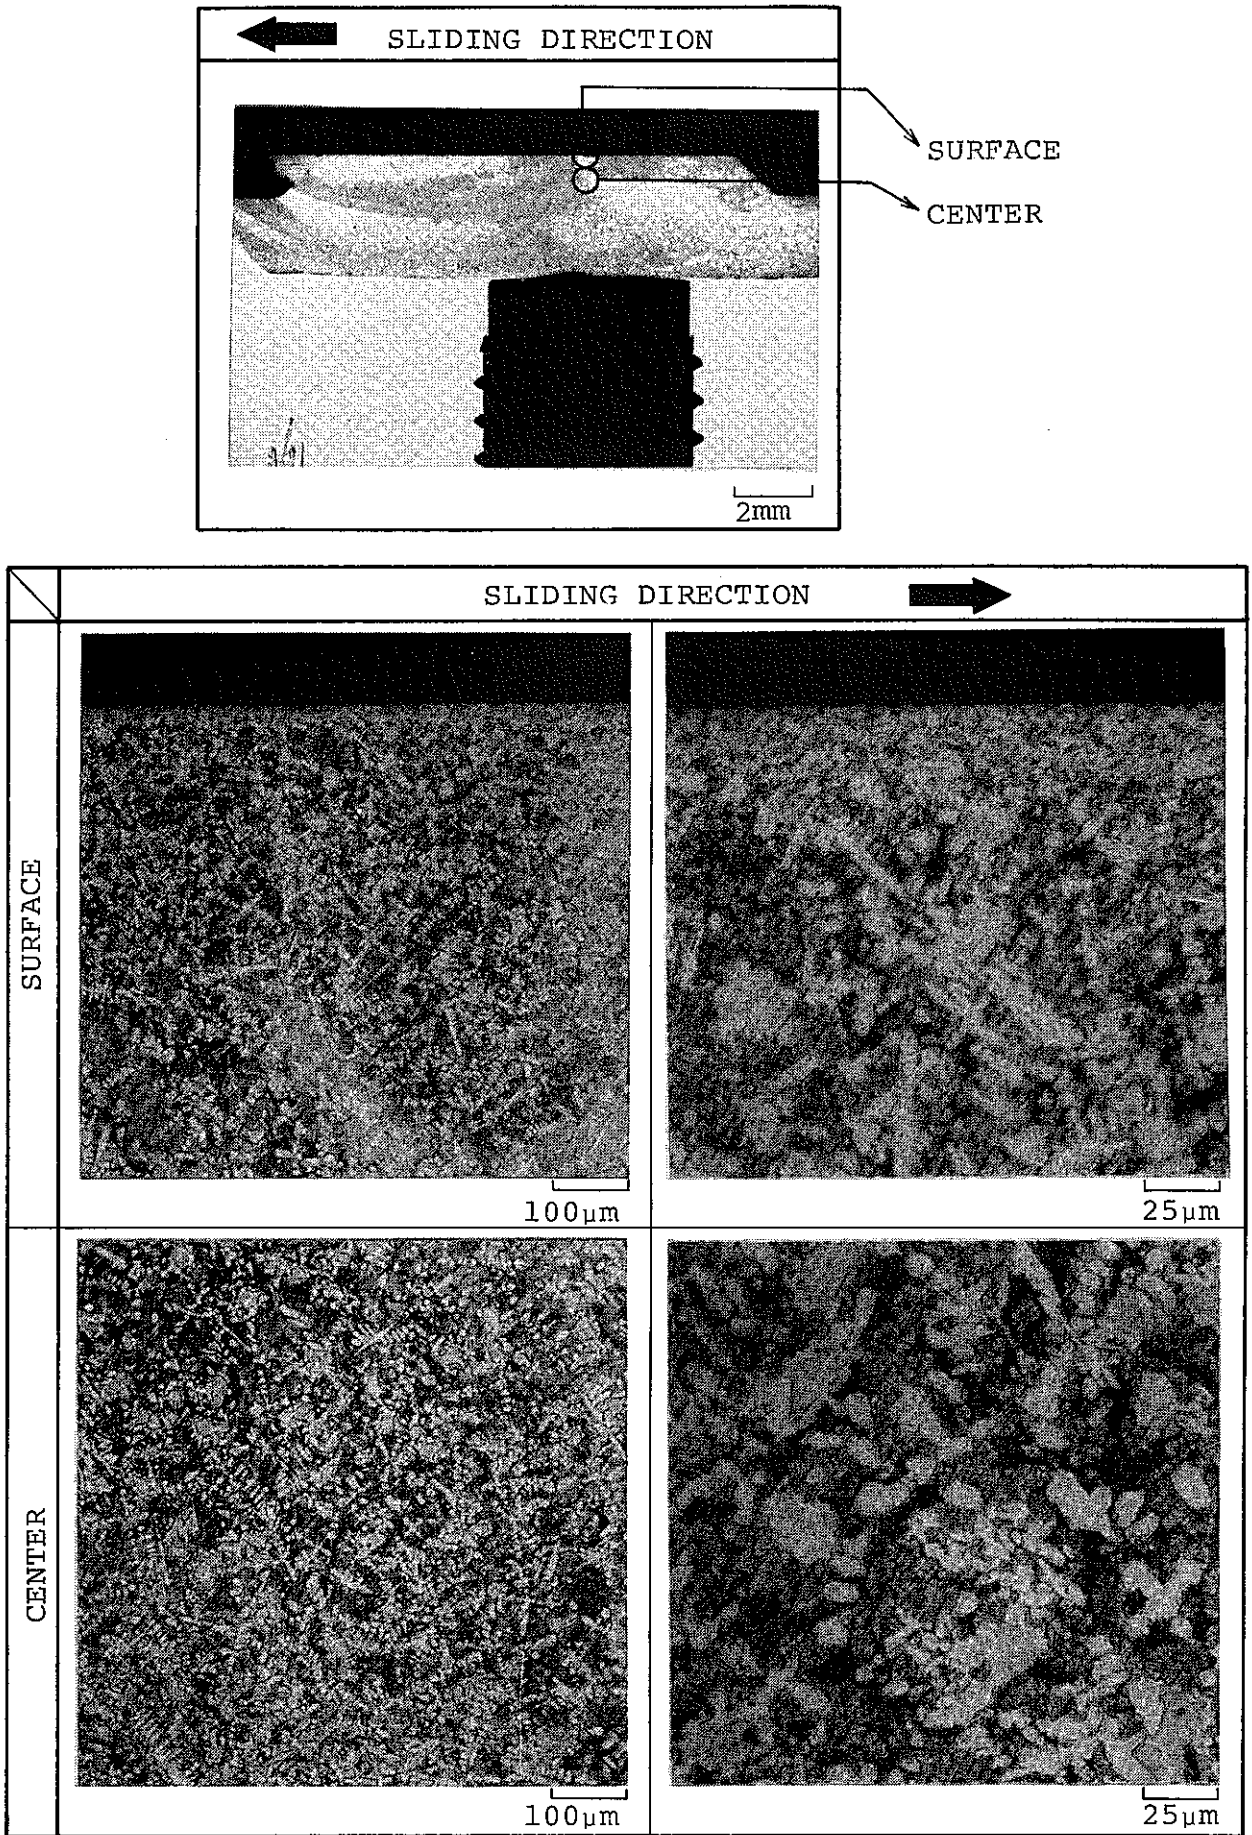 SLIDING DIRECTION
SURFACE
CENTER
2mm
SLIDING DIRECTION
SURFACE
100μm
25μm
CENTER
100μm
25μm